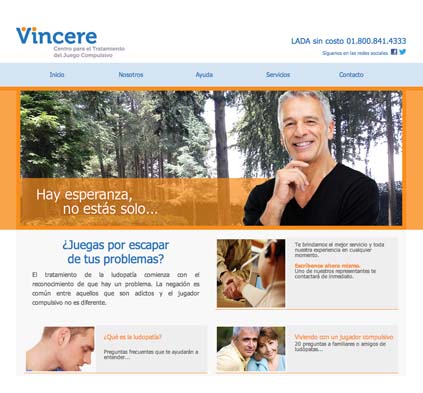 Vincere
Centro para el Tratamiento
del Juego Compulsivo
LADA sin costo 01.800.841.4333
Síguenos en las redes sociales
Inicio Nosotros Ayuda Servicios Contacto
Hay esperanza,
no estás solo...
¿Juegas por escapar
de tus problemas?
El tratamiento de la ludopatía comienza con el
reconocimiento de que hay un problema. La negación es
común entre aquellos que son adictos y el jugador
compulsivo no es diferente.
Te brindamos el mejor servicio y toda
nuestra experiencia en cualquier
momento.
Escríbenos ahora mismo.
Uno de nuestros representantes te
contactará de inmediato.
¿Qué es la ludopatía?
Preguntas frecuentes que te ayudarán a
entender...
Viviendo con un jugador compulsivo
20 preguntas a familiares o amigos de
ludópatas...